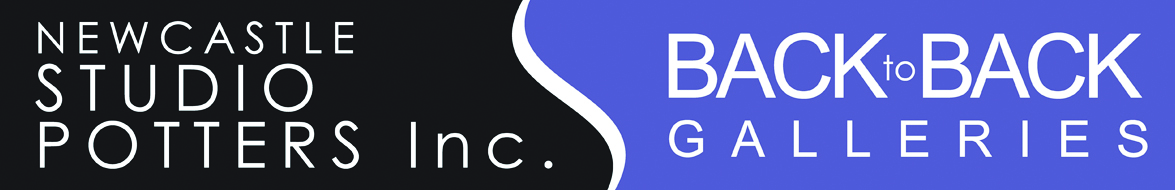 NEWCASTLE
STUDIO
POTTERS Inc.
BACK to BACK
GALLERIES